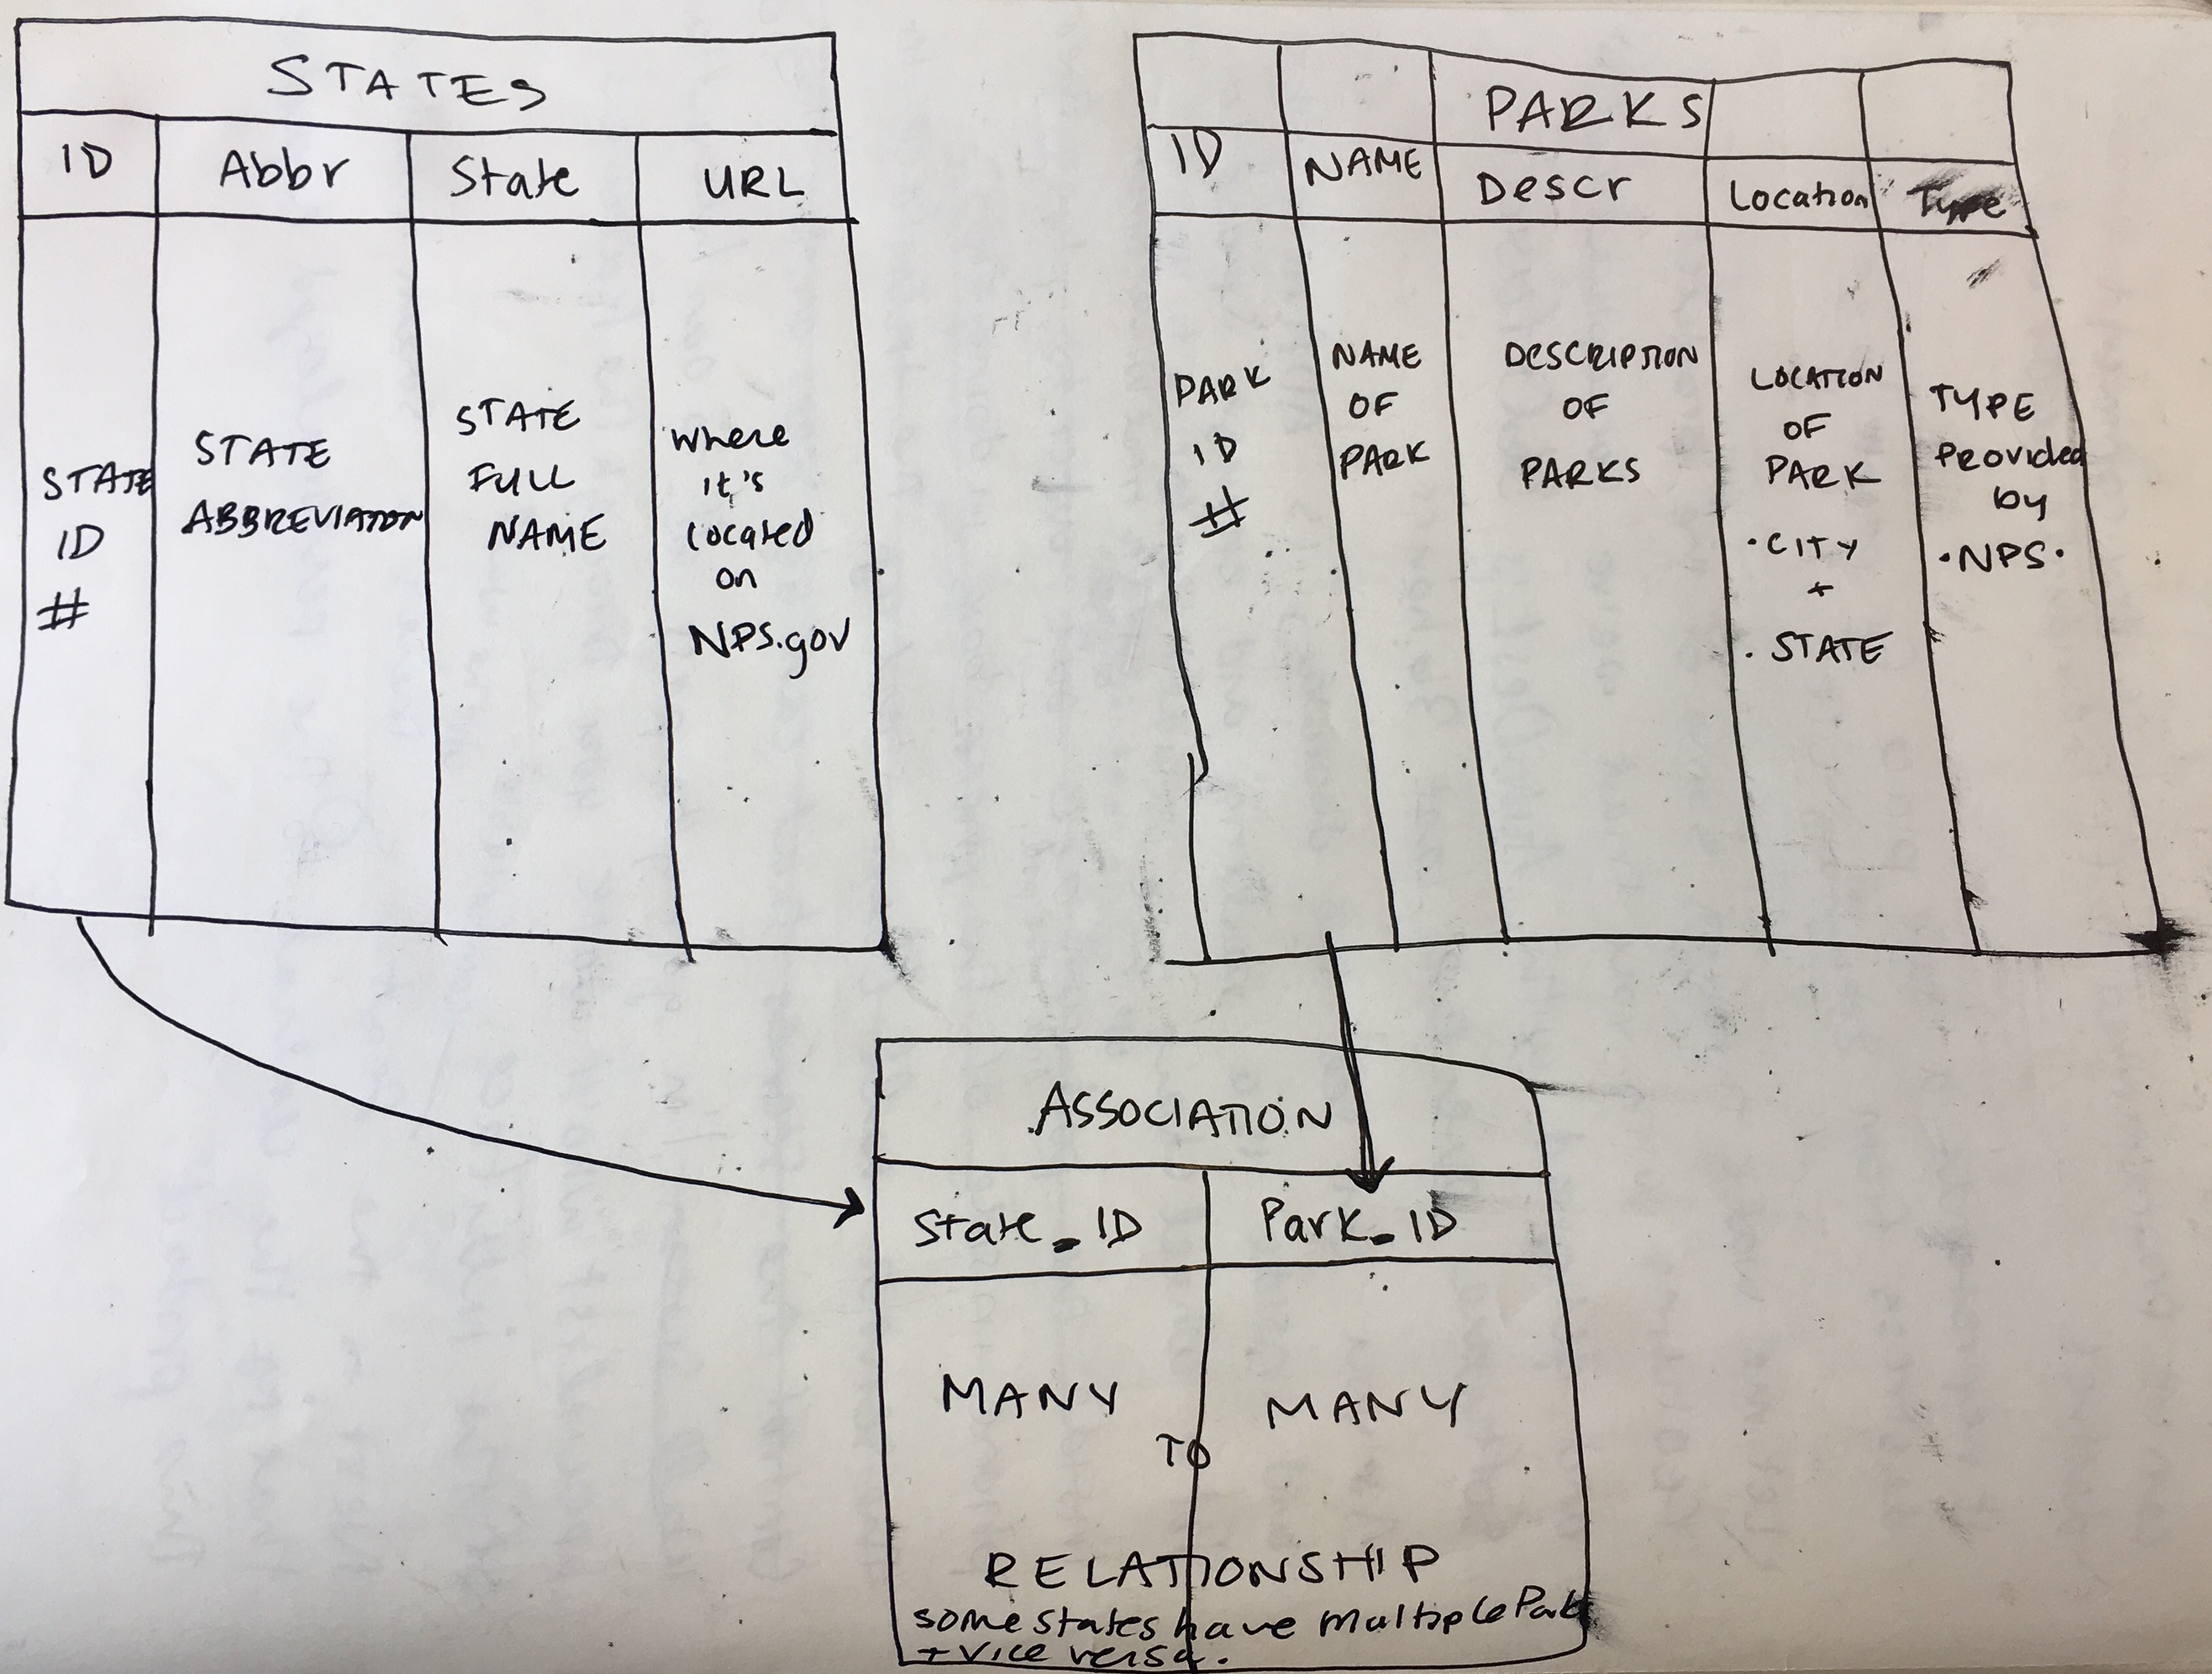 STATES
ID Abbr State URL
STATE
ID
#
STATE
ABBREVIATION
STATE
FULL
NAME
Where
it's
located
on
NPS.gov
PARKS
ID NAME Descr Location Type
PARK
ID
#
NAME
OF
PARK
DESCRIPTION
OF
PARKS
LOCATION
OF
PARK
• CITY
+
• STATE
TYPE
Provided
by
•NPS•
ASSOCIATION
State_ID Park_ID
MANY MANY
TO
RELATIONSHIP
some states have multiple Park
+ vice versa.